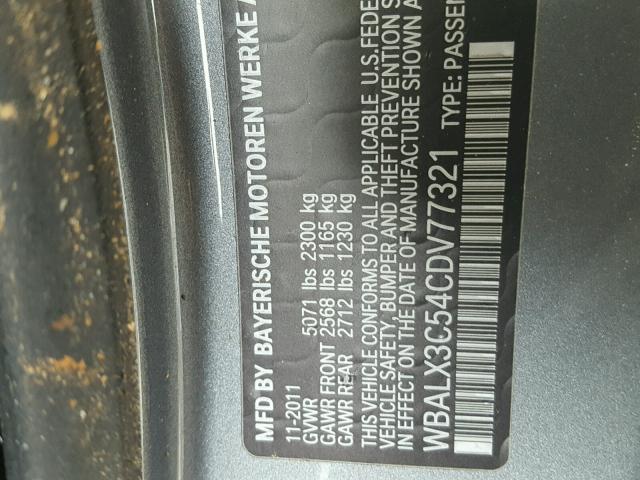 MFD BY BAYERISCHE MOTOREN WERKE
11-2011
GVWR 5071 lbs 2300 kg
GAWR FRONT 2568 lbs 1165 kg
GAWR REAR 2712 lbs 1230 kg
THIS VEHICLE CONFORMS TO ALL APPLICABLE U.S.FEDE
VEHICLE SAFETY, BUMPER AND THEFT PREVENTION S
IN EFFECT ON THE DATE OF MANUFACTURE SHOWN A
WBALX3C54CDV77321 TYPE: PASSEN